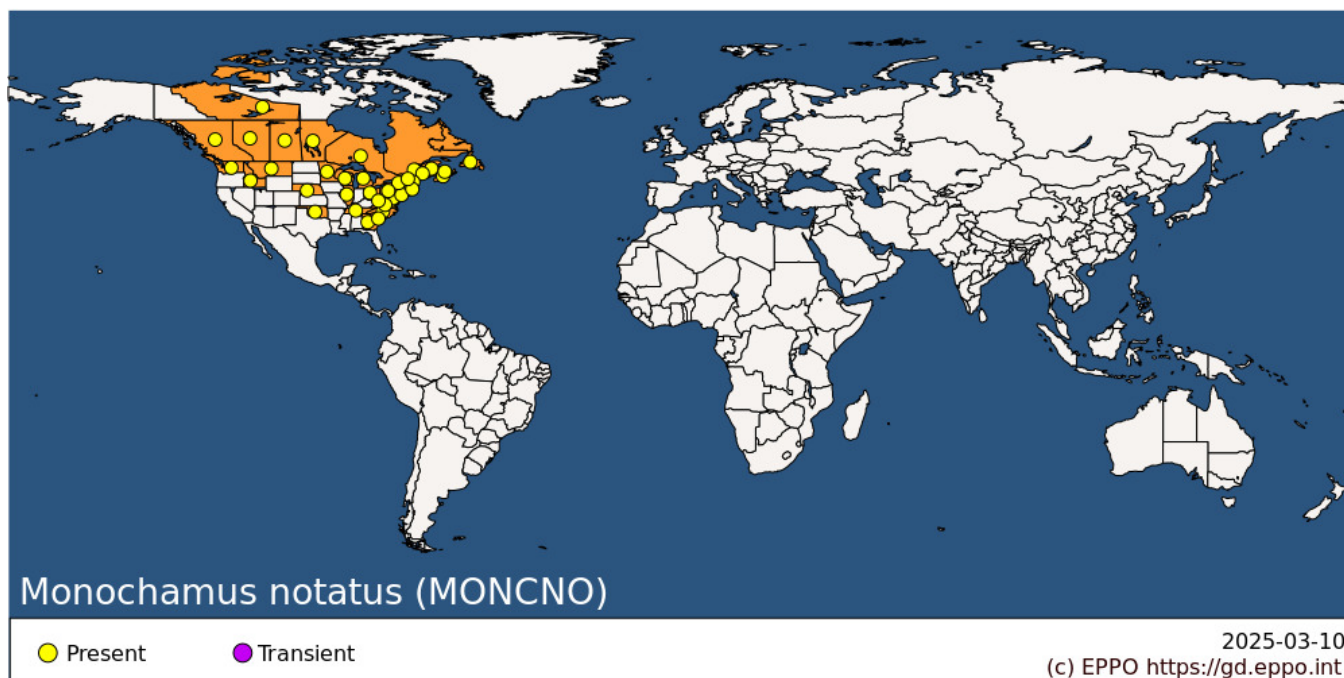 Monochamus notatus (MONCNO)
Present
Transient
2025-03-10
(c) EPPO https://gd.eppo.int